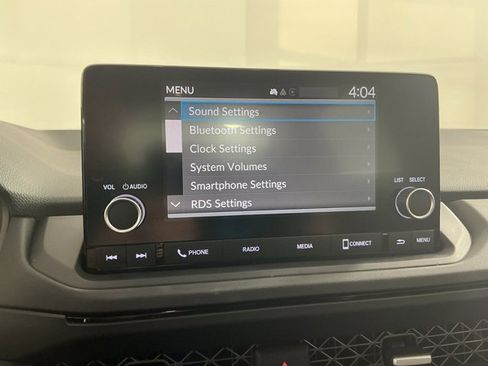 MENU 4:04
Sound Settings
Bluetooth Settings
Clock Settings
System Volumes
Smartphone Settings
RDS Settings
VOL AUDIO
LIST SELECT
PHONE RADIO MEDIA CONNECT MENU